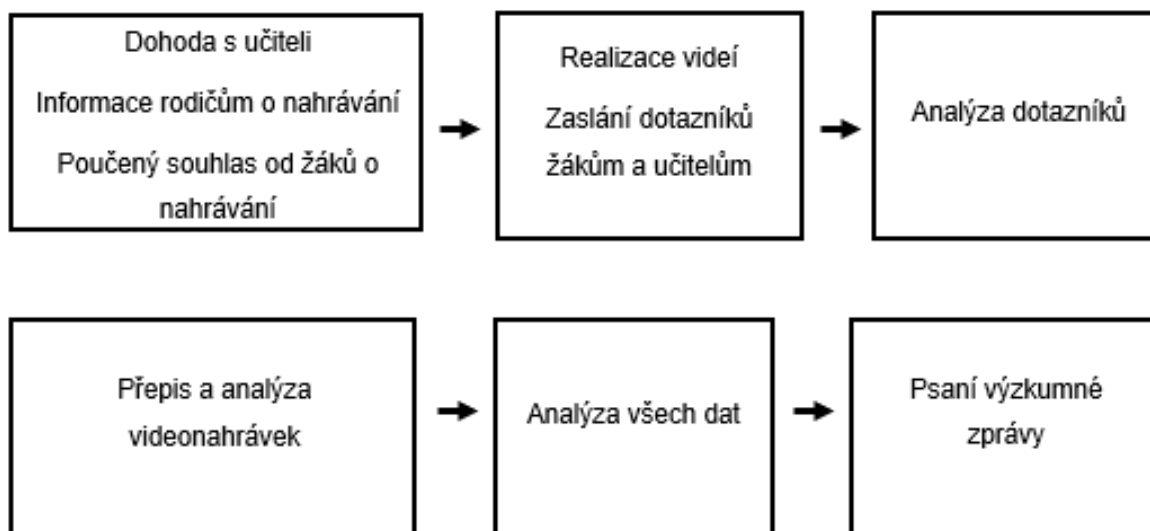 Dohoda s učiteli
Informace rodičům o nahrávání
Poučený souhlas od žáků o
nahrávání
Realizace videí
Zaslání dotazníků
žákům a učitelům
Analýza dotazníků
Přepis a analýza
videonahrávek
Analýza všech dat
Psaní výzkumné
zprávy